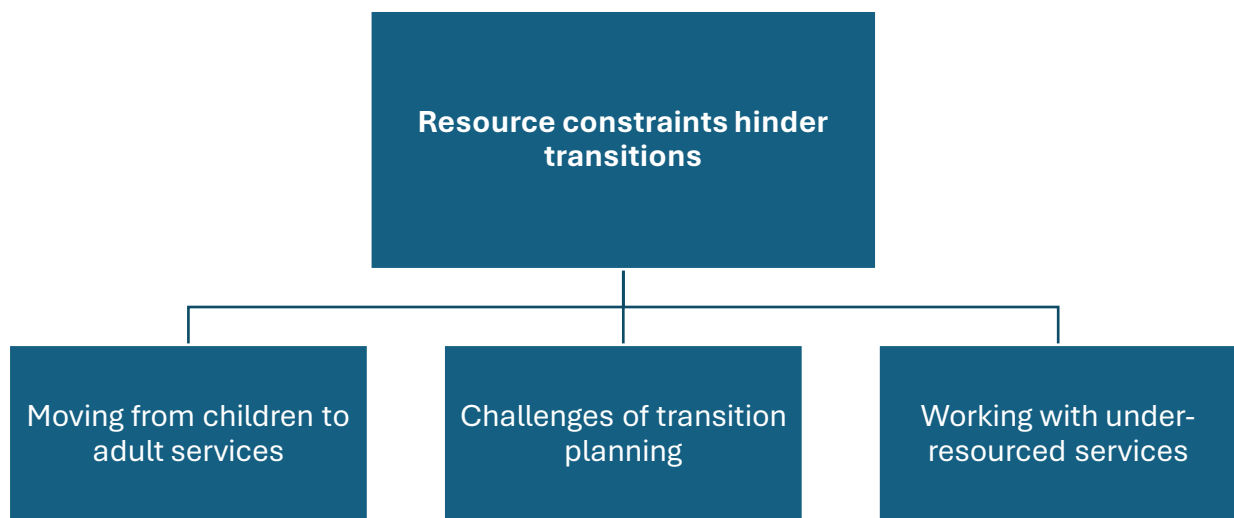 Resource constraints hinder
transitions
Moving from children to
adult services
Challenges of transition
planning
Working with under-
resourced services